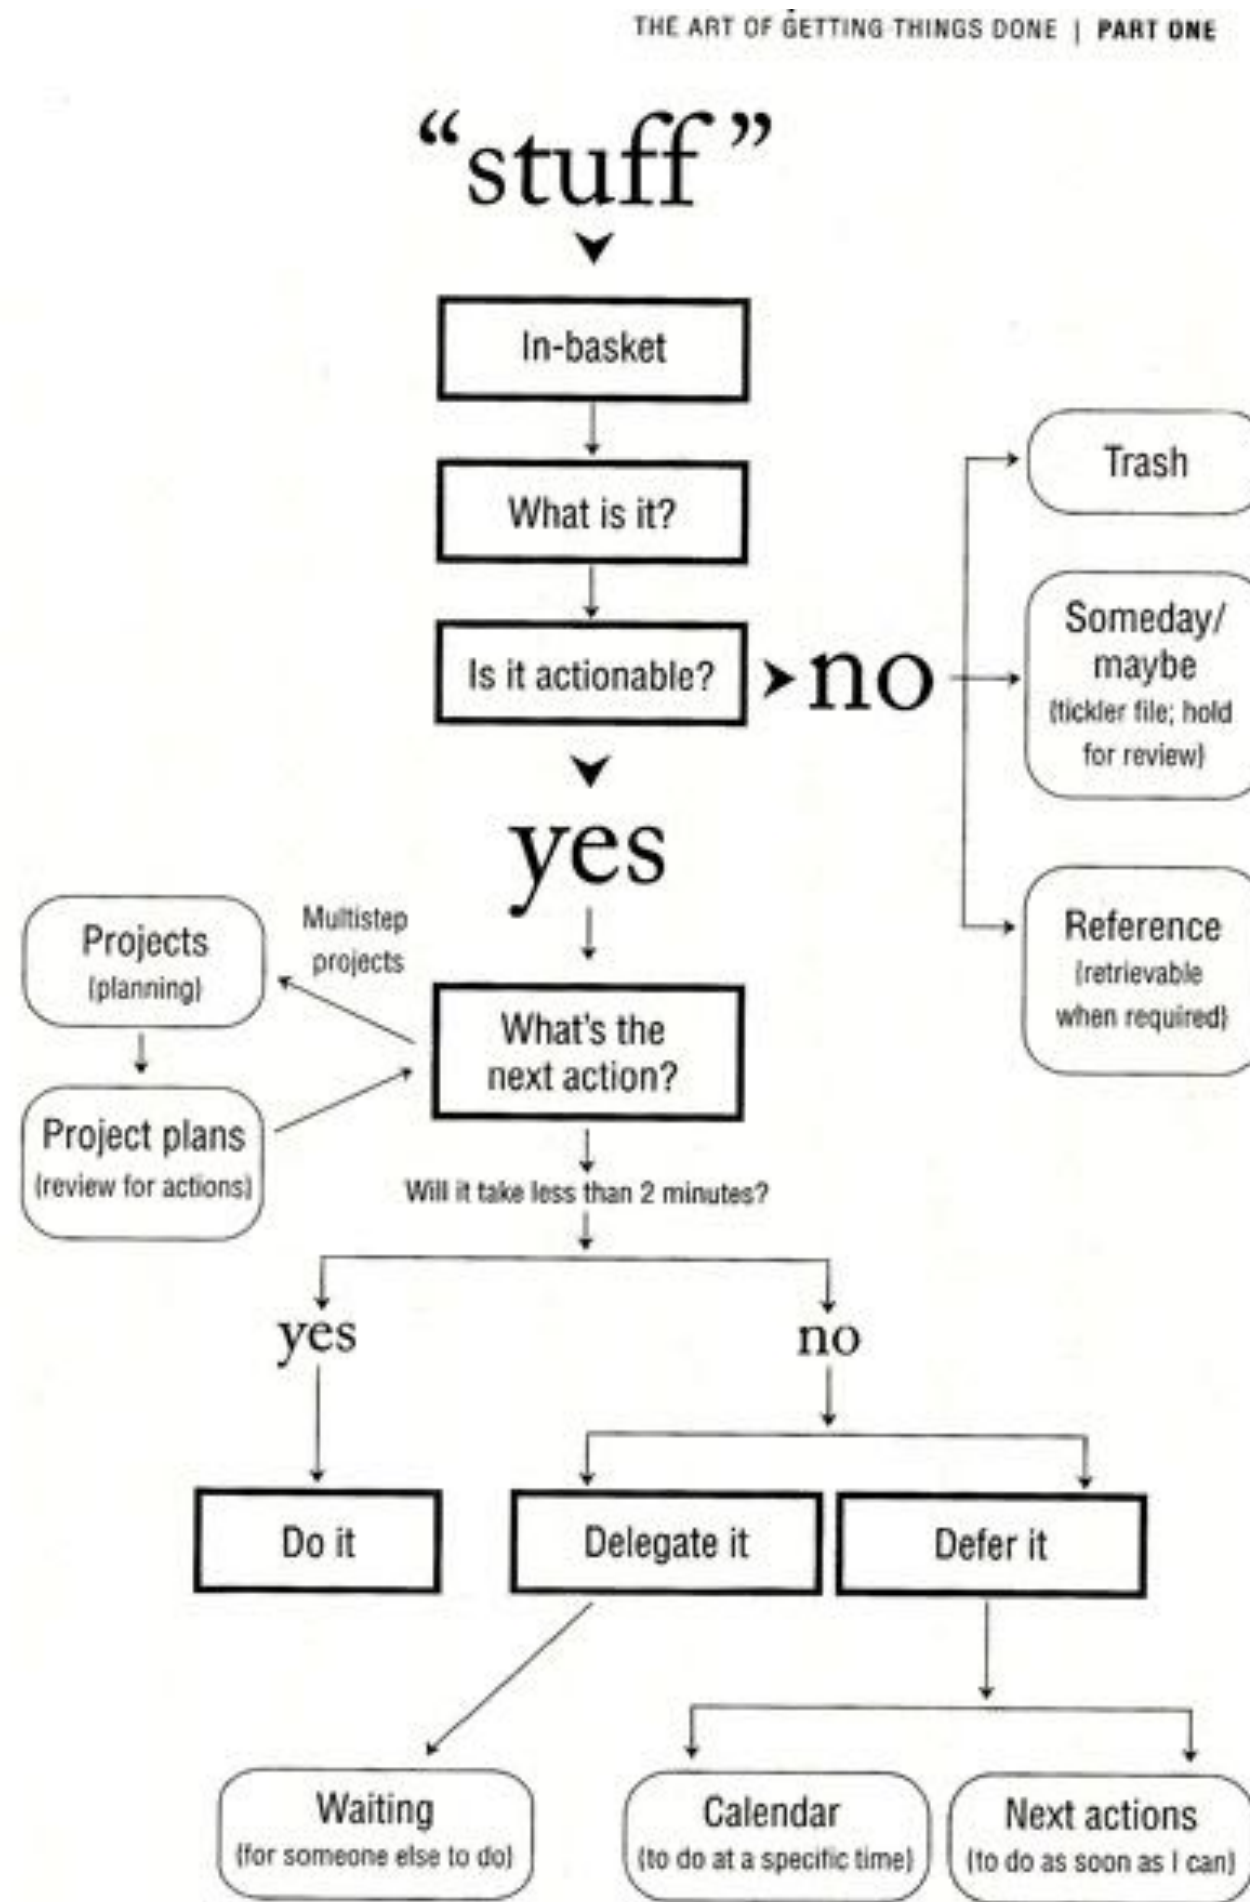 THE ART OF GETTING THINGS DONE | PART ONE
“stuff”
In-basket
What is it?
Is it actionable?
no
Trash
Someday/
maybe
(tickler file; hold
for review)
Reference
(retrievable
when required)
yes
Multistep
projects
Projects
(planning)
Project plans
(review for actions)
What's the
next action?
Will it take less than 2 minutes?
yes
no
Do it
Delegate it
Defer it
Waiting
(for someone else to do)
Calendar
(to do at a specific time)
Next actions
(to do as soon as I can)